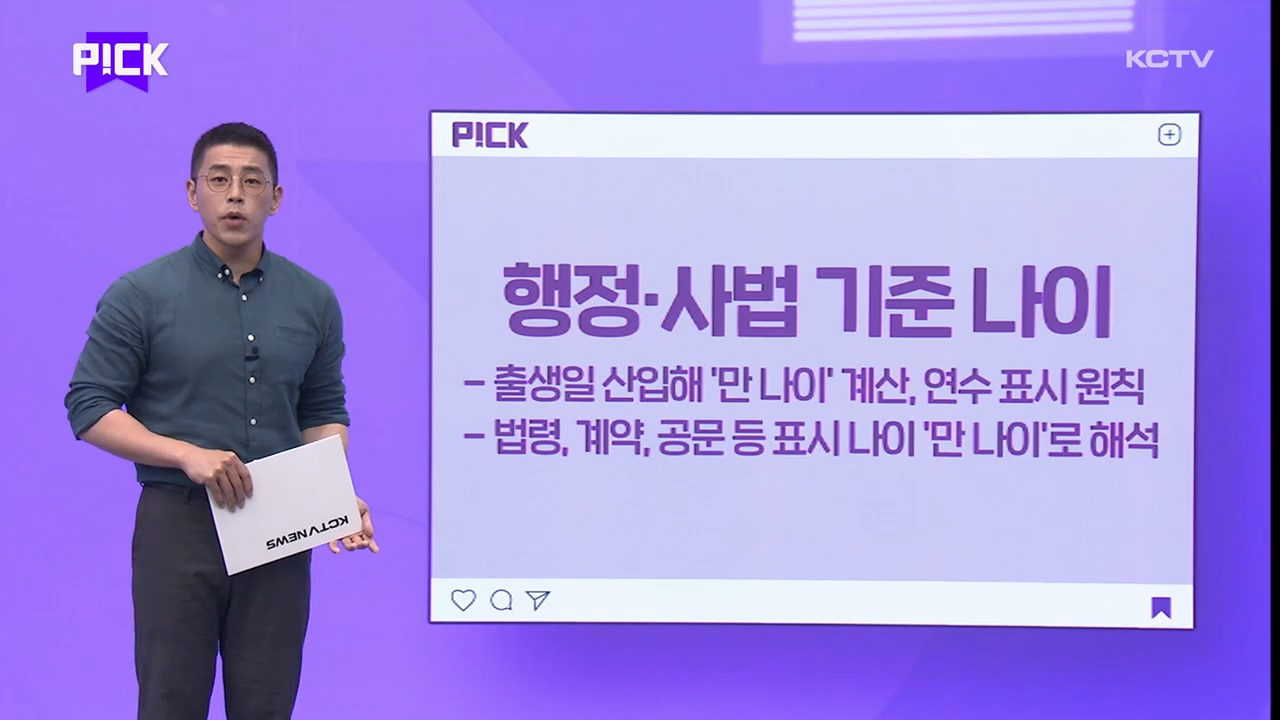 PICK
KCTV
PICK
행정·사법 기준 나이
- 출생일 산입해 '만 나이' 계산, 연수 표시 원칙
- 법령, 계약, 공문 등 표시 나이 '만 나이'로 해석
KCTV NEWS